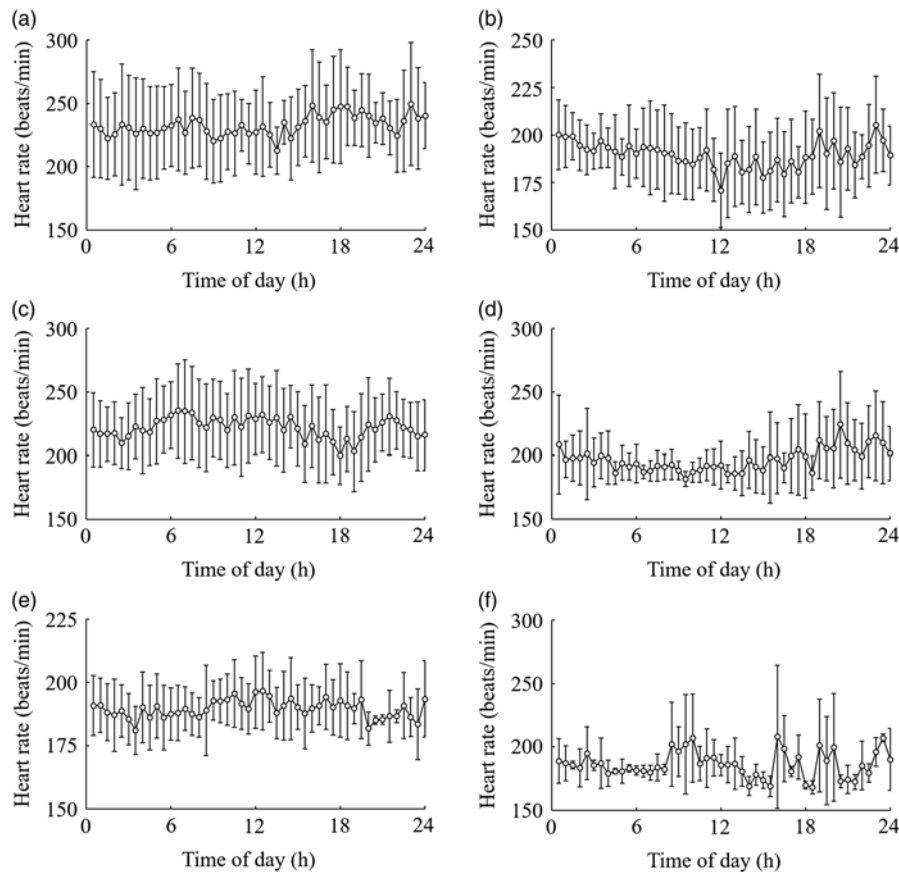 (a)
300
250
200
150
Heart rate (beats/min)
0 6 12 18 24
Time of day (h)
(b)
250
225
200
175
150
Heart rate (beats/min)
0 6 12 18 24
Time of day (h)
(c)
300
250
200
150
Heart rate (beats/min)
0 6 12 18 24
Time of day (h)
(d)
300
250
200
150
Heart rate (beats/min)
0 6 12 18 24
Time of day (h)
(e)
225
200
175
150
Heart rate (beats/min)
0 6 12 18 24
Time of day (h)
(f)
300
250
200
150
Heart rate (beats/min)
0 6 12 18 24
Time of day (h)